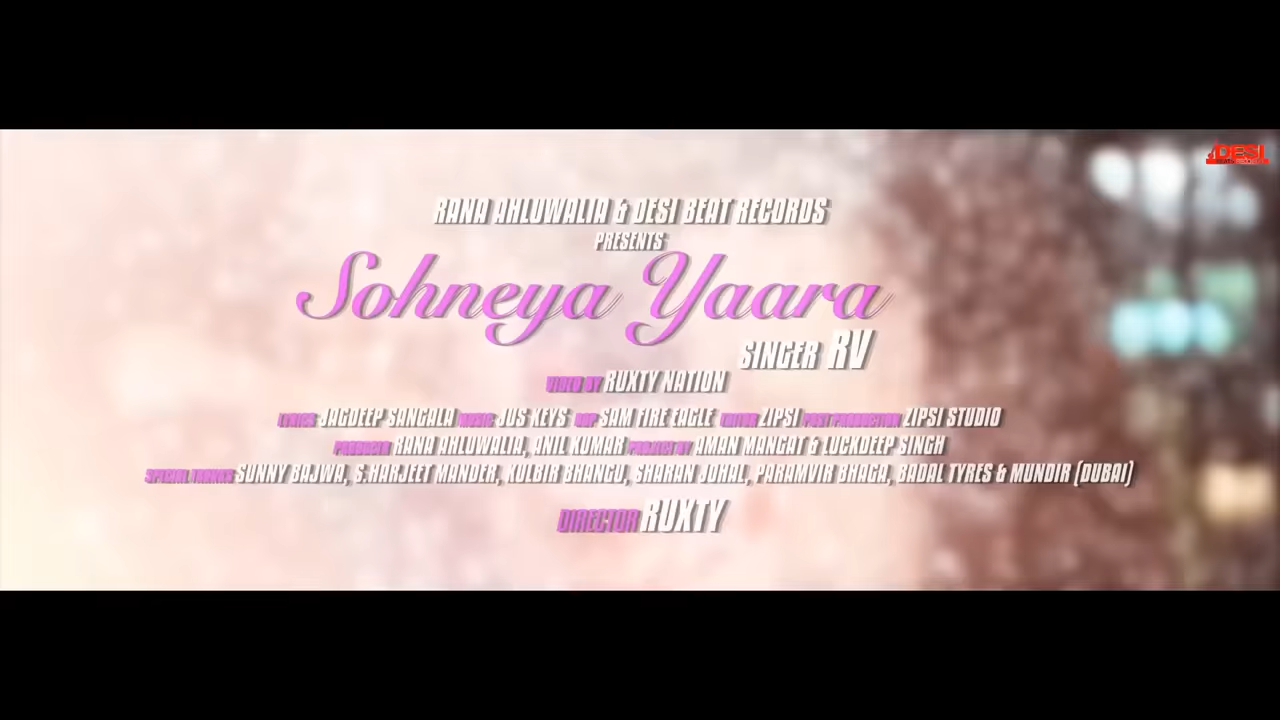 RANA AHLUWALIA & DESI BEAT RECORDS
PRESENTS
Sohneya Yaara
SINGER RV
VIDEO BY RUXTY NATION
LYRICS JAGDEEP SANGALA MUSIC JUS KEYS DOP SAM FIRE EAGLE EDITOR ZIPSI POST PRODUCTION ZIPSI STUDIO
PRODUCER RANA AHLUWALIA, ANIL KUMAR PROJECT BY AMAN MANGAT & LUCKDEEP SINGH
SPECIAL THANKS SUNNY BAJWA, S.HARJEET MANDER, KULBIR BHANGU, SHARAN JOHAL, PARAMVIR BHAGA, BADAL TYRES & MUNDIR (DUBAI)
DIRECTOR RUXTY
DESI